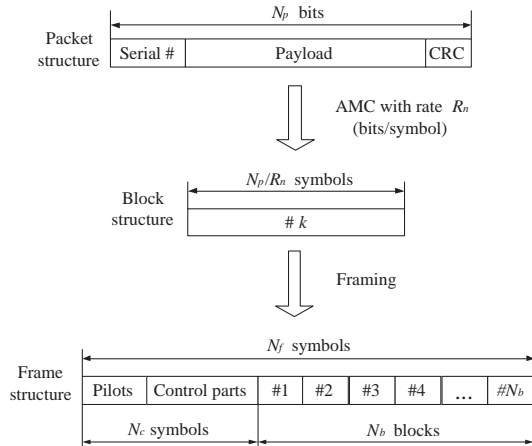 N_p bits
Packet structure
Serial # Payload CRC
AMC with rate R_n
(bits/symbol)
N_p/R_n symbols
Block structure
# k
Framing
N_f symbols
Frame structure
Pilots Control parts #1 #2 #3 #4 ... #N_b
N_c symbols N_b blocks